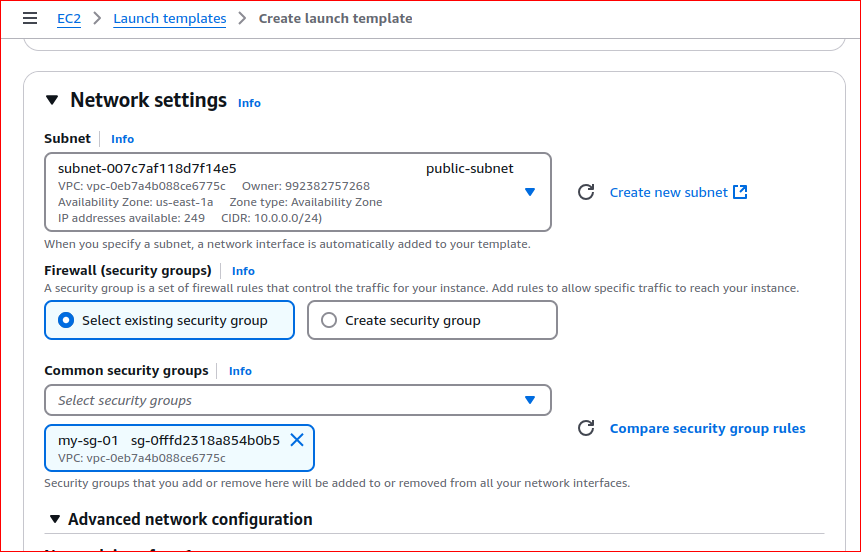 EC2 > Launch templates > Create launch template
Network settings Info
Subnet | Info
subnet-007c7af118d7f14e5 public-subnet
VPC: vpc-0eb7a4b088ce6775c Owner: 992382757268
Availability Zone: us-east-1a Zone type: Availability Zone
IP addresses available: 249 CIDR: 10.0.0.0/24)
Create new subnet
When you specify a subnet, a network interface is automatically added to your template.
Firewall (security groups) | Info
A security group is a set of firewall rules that control the traffic for your instance. Add rules to allow specific traffic to reach your instance.
Select existing security group
Create security group
Common security groups | Info
Select security groups
my-sg-01 sg-0fffd2318a854b0b5
VPC: vpc-0eb7a4b088ce6775c
Compare security group rules
Security groups that you add or remove here will be added to or removed from all your network interfaces.
Advanced network configuration